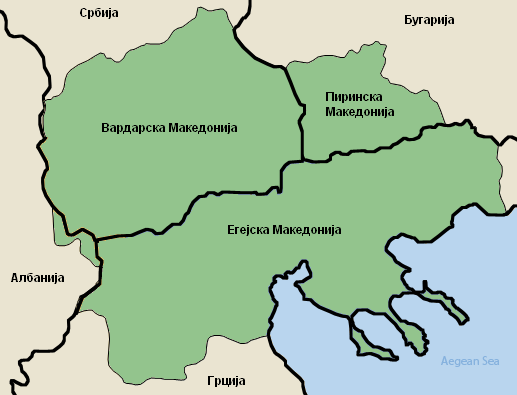 Србија
Бугарија
Пиринска
Македонија
Вардарска Македонија
Егејска Македонија
Албанија
Aegean Sea
Грција